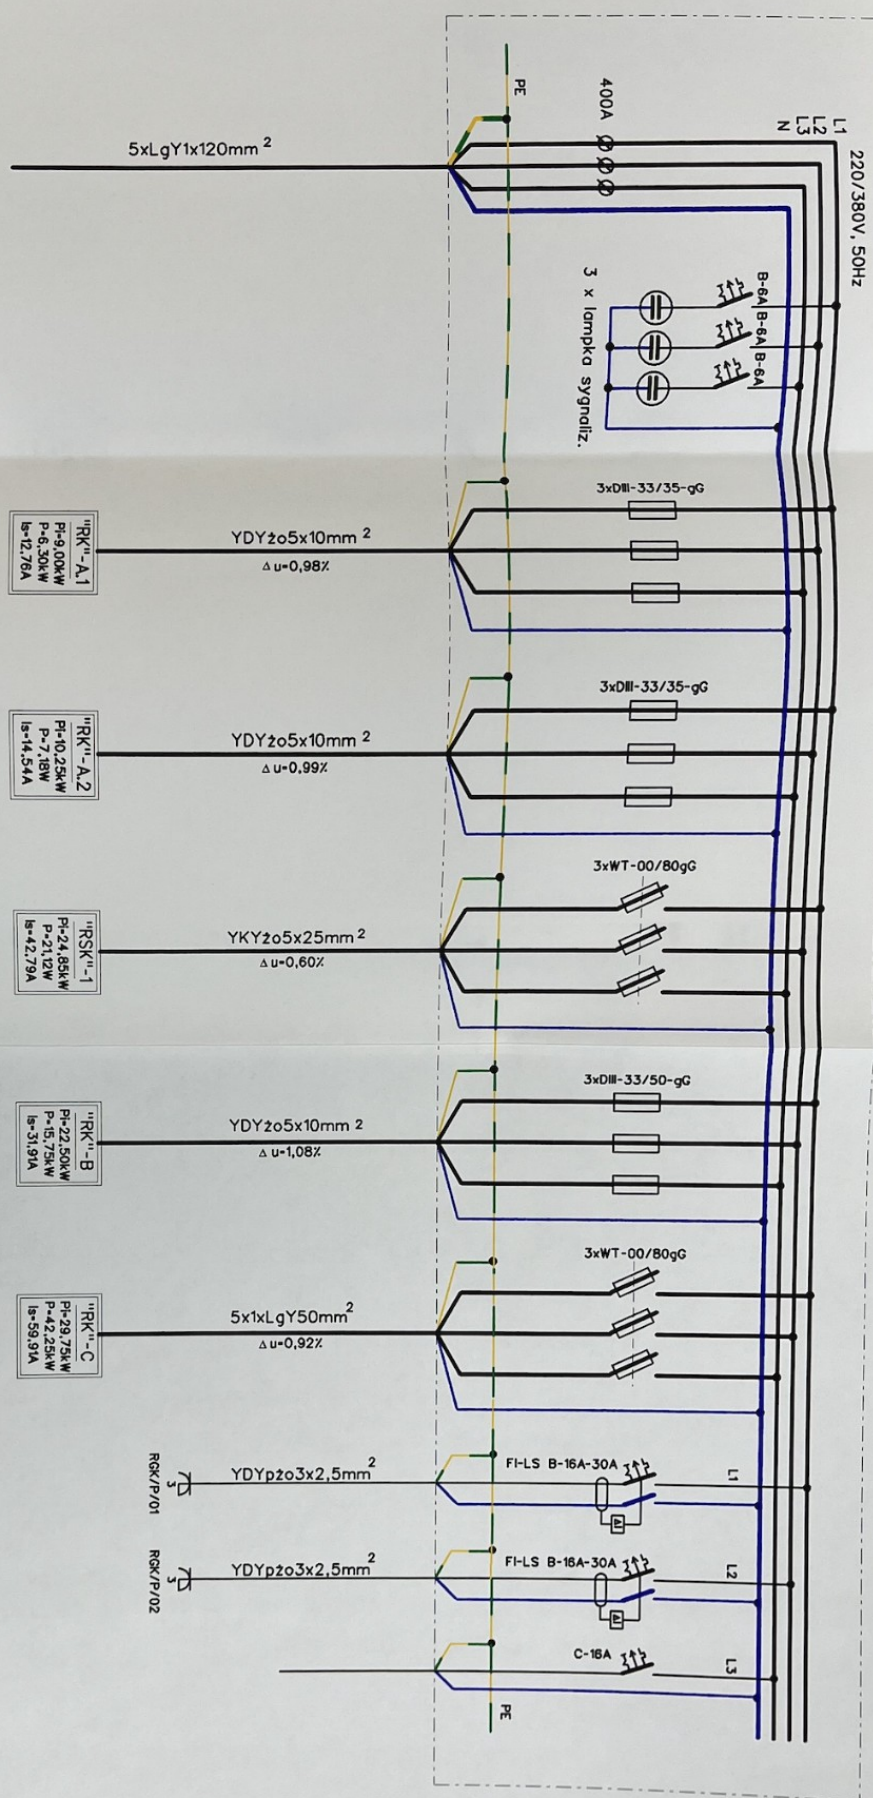 220/380V, 50Hz
L1
L2
L3
N
400A
PE
5xLgY1x120mm²
B-6A
B-6A
B-6A
3 x lampka sygnaliz.
3xDIII-33/35-gG
YDYżo5x10mm²
Δu=0,98%
"RK"-A.1
Pi=9,00kW
P=6,30kW
Is=12,76A
3xDIII-33/35-gG
YDYżo5x10mm²
Δu=0,99%
"RK"-A.2
Pi=10,25kW
P=7,18W
Is=14,54A
3xWT-00/80gG
YKYżo5x25mm²
Δu=0,60%
"RSK"-1
Pi=24,85kW
P=21,12W
Is=42,79A
3xDIII-33/50-gG
YDYżo5x10mm²
Δu=1,08%
"RK"-B
Pi=22,50kW
P=15,75kW
Is=31,91A
3xWT-00/80gG
5x1xLgY50mm²
Δu=0,92%
"RK"-C
Pi=29,75kW
P=42,25kW
Is=59,91A
L1
FI-LS B-16A-30A
ΔI
YDYpżo3x2,5mm²
3
RGK/P/01
L2
FI-LS B-16A-30A
ΔI
YDYpżo3x2,5mm²
3
RGK/P/02
L3
C-16A
PE